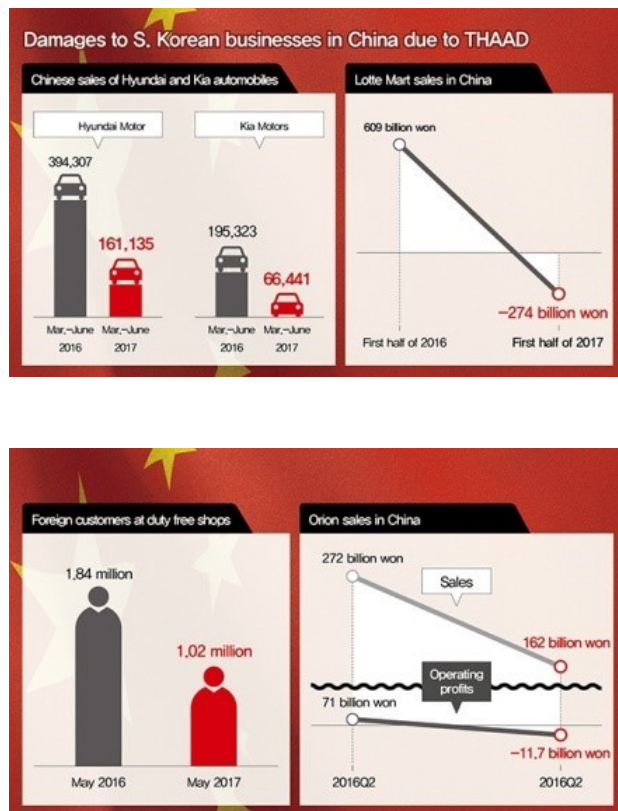 Damages to S. Korean businesses in China due to THAAD
Chinese sales of Hyundai and Kia automobiles
Hyundai Motor
Kia Motors
394,307
161,135
195,323
66,441
Mar.-June
2016
Mar.-June
2017
Mar.-June
2016
Mar.-June
2017
Lotte Mart sales in China
609 billion won
-274 billion won
First half of 2016
First half of 2017
Foreign customers at duty free shops
1.84 million
1.02 million
May 2016
May 2017
Orion sales in China
272 billion won
Sales
162 billion won
Operating
profits
71 billion won
-11.7 billion won
2016Q2
2016Q2